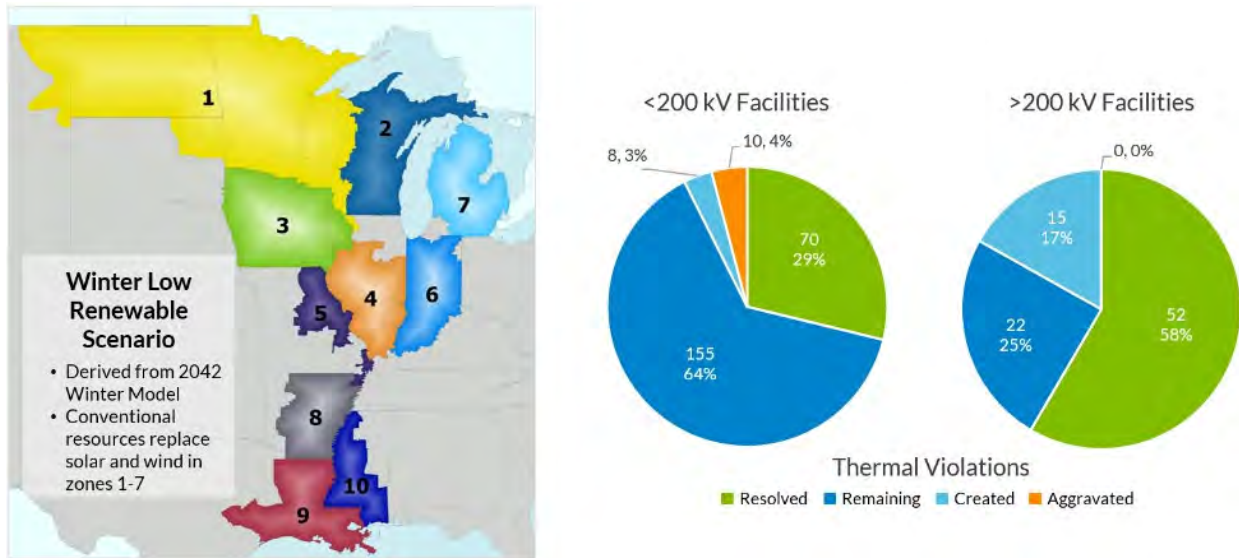 1
2
3
4
5
6
7
8
9
10
Winter Low
Renewable
Scenario
• Derived from 2042
Winter Model
• Conventional
resources replace
solar and wind in
zones 1-7
<200 kV Facilities
8, 3%
10, 4%
70
29%
155
64%
>200 kV Facilities
0, 0%
15
17%
22
25%
52
58%
Thermal Violations
Resolved Remaining Created Aggravated